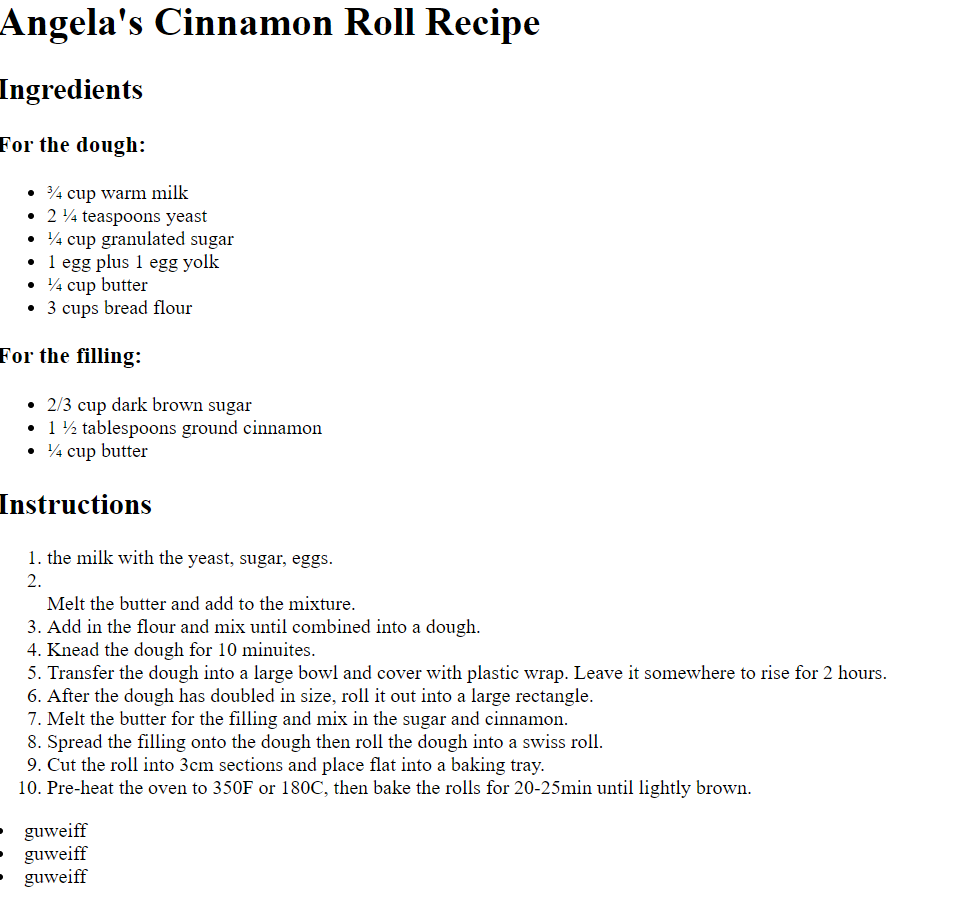 Angela's Cinnamon Roll Recipe
Ingredients
For the dough:
• ¾ cup warm milk
• 2 ¼ teaspoons yeast
• ¼ cup granulated sugar
• 1 egg plus 1 egg yolk
• ¼ cup butter
• 3 cups bread flour
For the filling:
• 2/3 cup dark brown sugar
• 1 ½ tablespoons ground cinnamon
• ¼ cup butter
Instructions
1. the milk with the yeast, sugar, eggs.
2.
Melt the butter and add to the mixture.
3. Add in the flour and mix until combined into a dough.
4. Knead the dough for 10 minuites.
5. Transfer the dough into a large bowl and cover with plastic wrap. Leave it somewhere to rise for 2 hours.
6. After the dough has doubled in size, roll it out into a large rectangle.
7. Melt the butter for the filling and mix in the sugar and cinnamon.
8. Spread the filling onto the dough then roll the dough into a swiss roll.
9. Cut the roll into 3cm sections and place flat into a baking tray.
10. Pre-heat the oven to 350F or 180C, then bake the rolls for 20-25min until lightly brown.
• guweiff
• guweiff
• guweiff